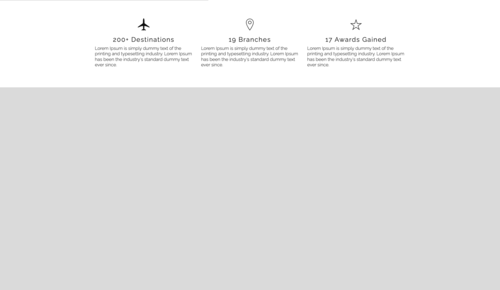 200+ Destinations
Lorem Ipsum is simply dummy text of the
printing and typesetting industry. Lorem Ipsum
has been the industry's standard dummy text
ever since.
19 Branches
Lorem Ipsum is simply dummy text of the
printing and typesetting industry. Lorem Ipsum
has been the industry's standard dummy text
ever since.
17 Awards Gained
Lorem Ipsum is simply dummy text of the
printing and typesetting industry. Lorem Ipsum
has been the industry's standard dummy text
ever since.